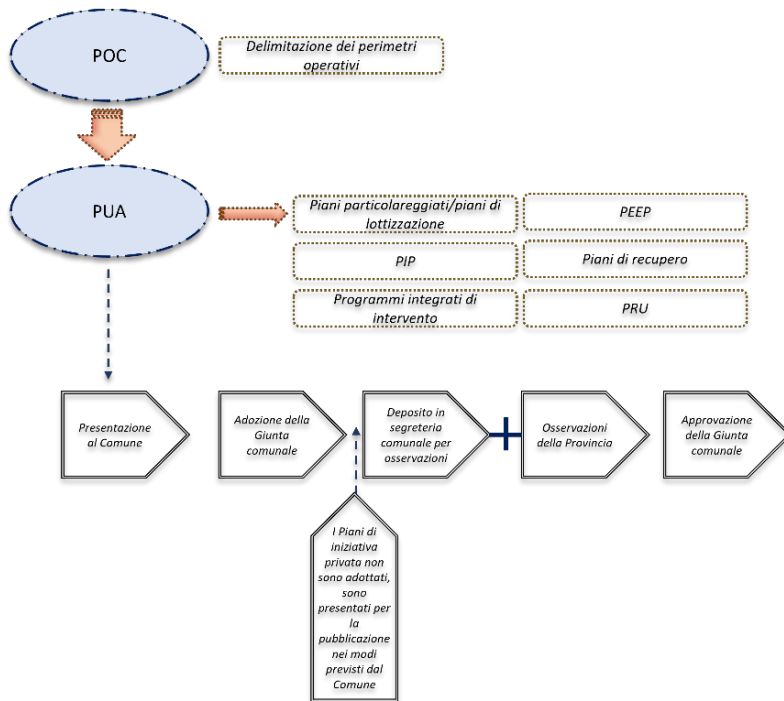 POC
Delimitazione dei perimetri
operativi
PUA
Piani particolareggiati/piani di
lottizzazione
PEEP
PIP
Piani di recupero
Programmi integrati di
intervento
PRU
Presentazione
al Comune
Adozione della
Giunta
comunale
Deposito in
segreteria
comunale per
osservazioni
Osservazioni
della Provincia
Approvazione
della Giunta
comunale
I Piani di
iniziativa
privata non
sono adottati,
sono
presentati per
la
pubblicazione
nei modi
previsti dal
Comune